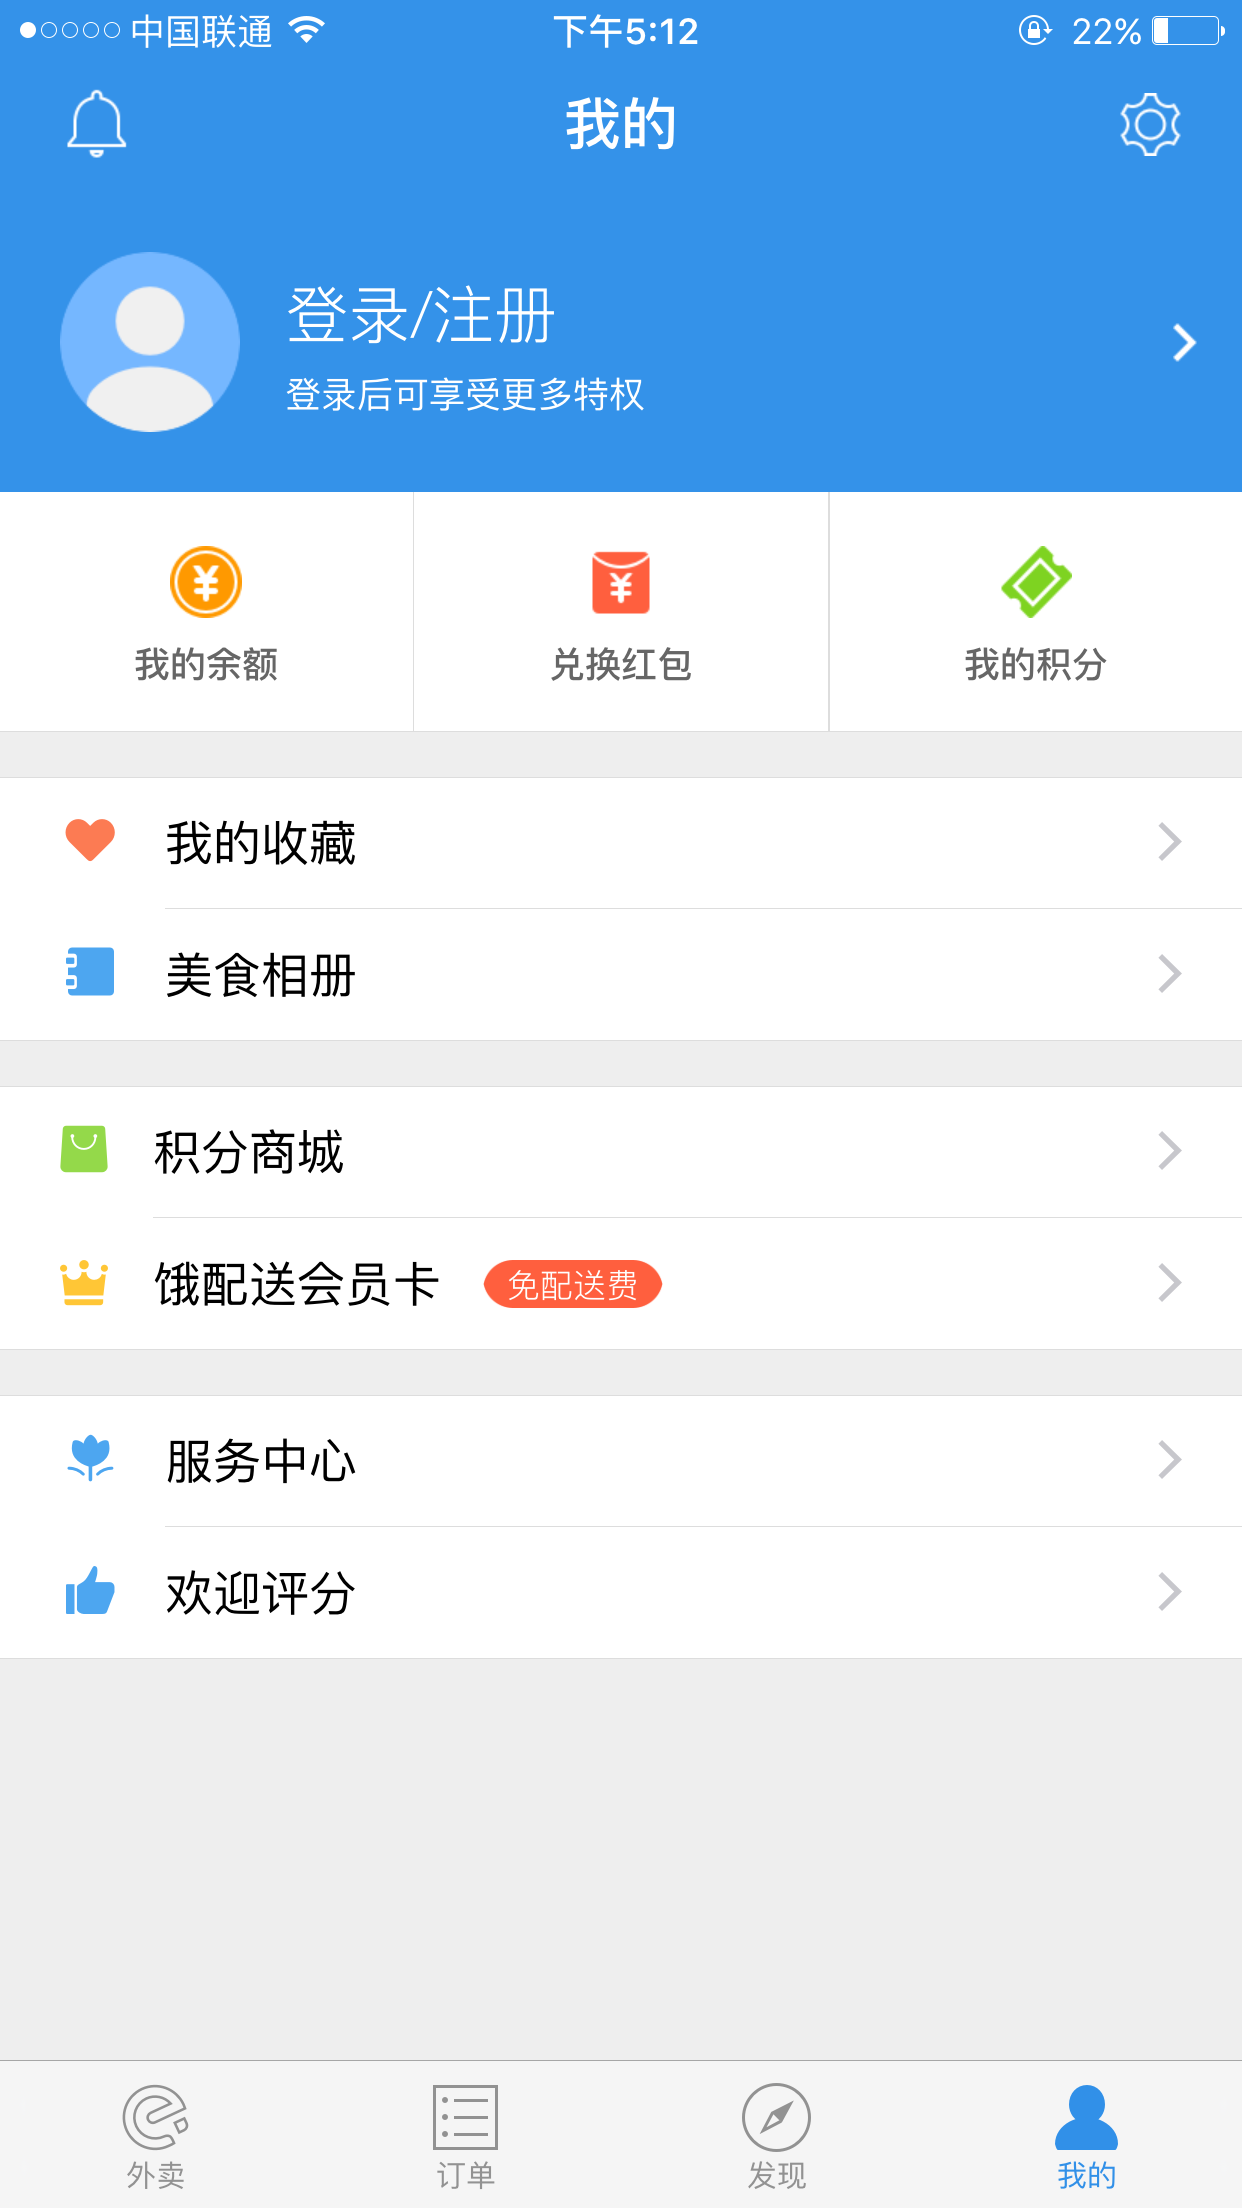 中国联通 下午5:12 22%
我的
登录/注册
登录后可享受更多特权
我的余额 兑换红包 我的积分
我的收藏
美食相册
积分商城
饿配送会员卡 免配送费
服务中心
欢迎评分
外卖 订单 发现 我的